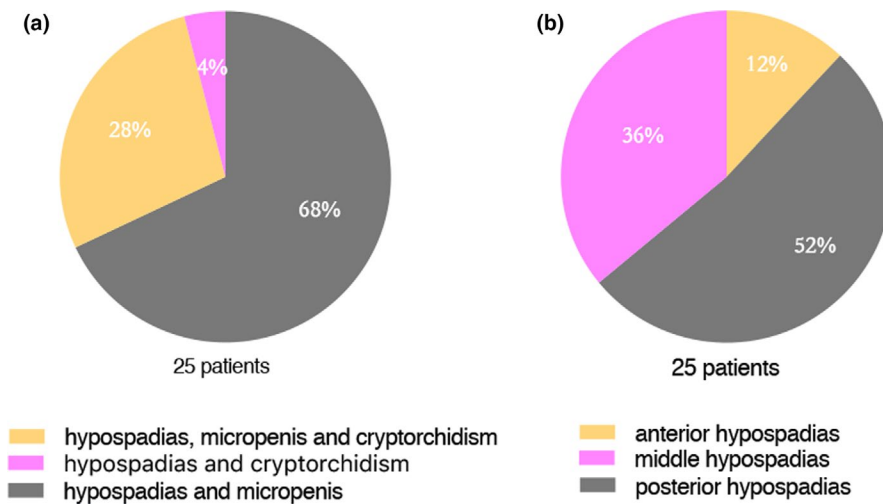 (a)
4%
28%
68%
25 patients
hypospadias, micropenis and cryptorchidism
hypospadias and cryptorchidism
hypospadias and micropenis
(b)
12%
36%
52%
25 patients
anterior hypospadias
middle hypospadias
posterior hypospadias